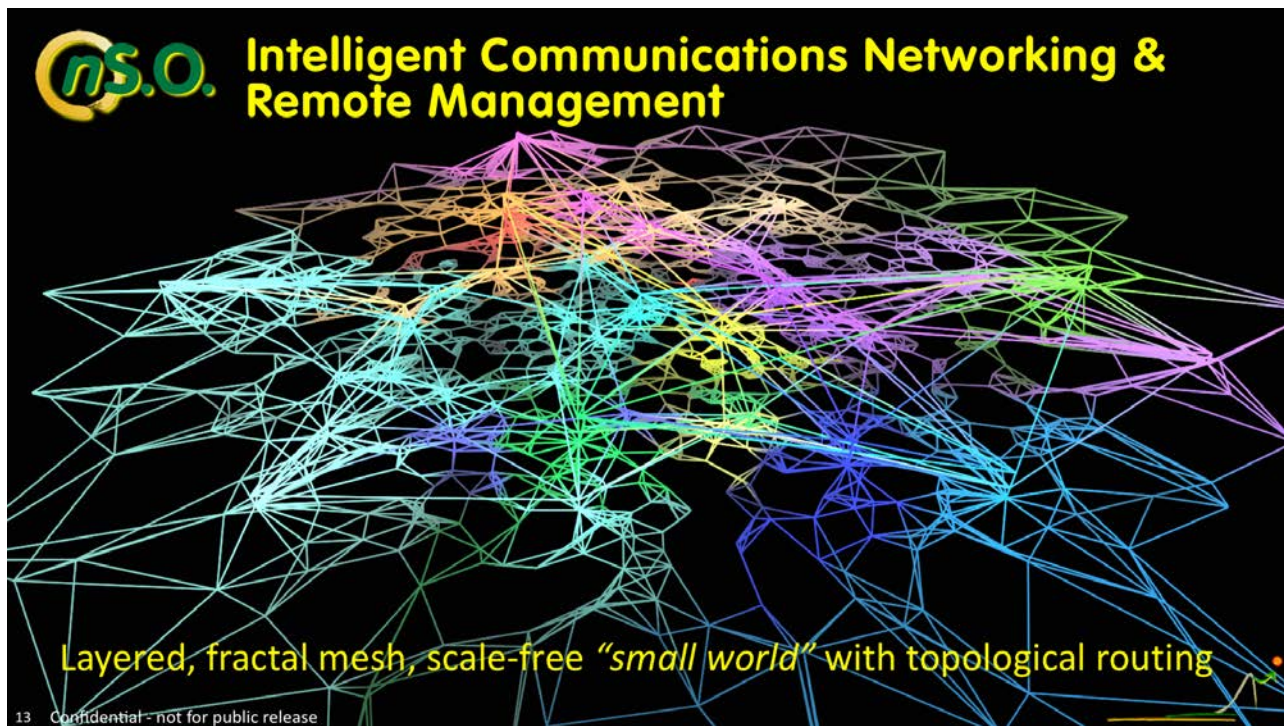 nS.O.
Intelligent Communications Networking &
Remote Management
Layered, fractal mesh, scale-free “small world” with topological routing
13 Confidential - not for public release